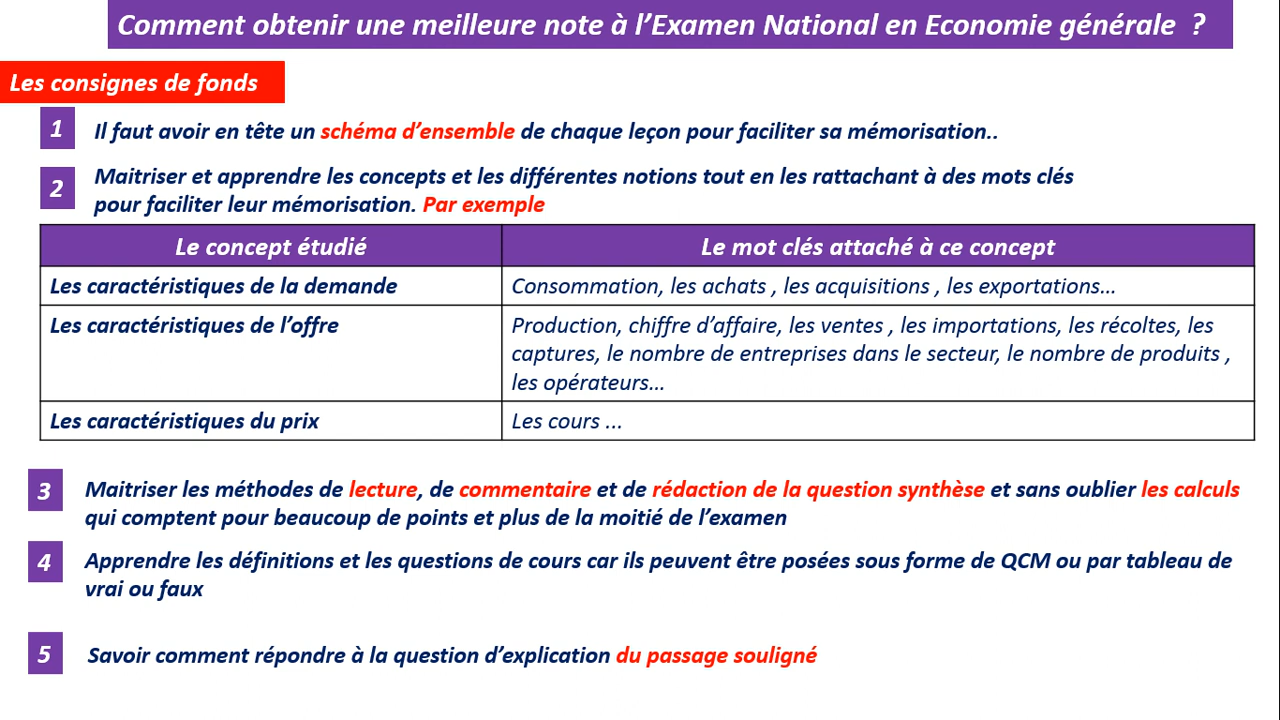 Comment obtenir une meilleure note à l’Examen National en Economie générale ?
Les consignes de fonds
1 Il faut avoir en tête un schéma d’ensemble de chaque leçon pour faciliter sa mémorisation..
2 Maitriser et apprendre les concepts et les différentes notions tout en les rattachant à des mots clés
pour faciliter leur mémorisation. Par exemple
Le concept étudié Le mot clés attaché à ce concept
Les caractéristiques de la demande Consommation, les achats , les acquisitions , les exportations…
Les caractéristiques de l’offre Production, chiffre d’affaire, les ventes , les importations, les récoltes, les
captures, le nombre de entreprises dans le secteur, le nombre de produits ,
les opérateurs…
Les caractéristiques du prix Les cours ...
3 Maitriser les méthodes de lecture, de commentaire et de rédaction de la question synthèse et sans oublier les calculs
qui comptent pour beaucoup de points et plus de la moitié de l’examen
4 Apprendre les définitions et les questions de cours car ils peuvent être posées sous forme de QCM ou par tableau de
vrai ou faux
5 Savoir comment répondre à la question d’explication du passage souligné